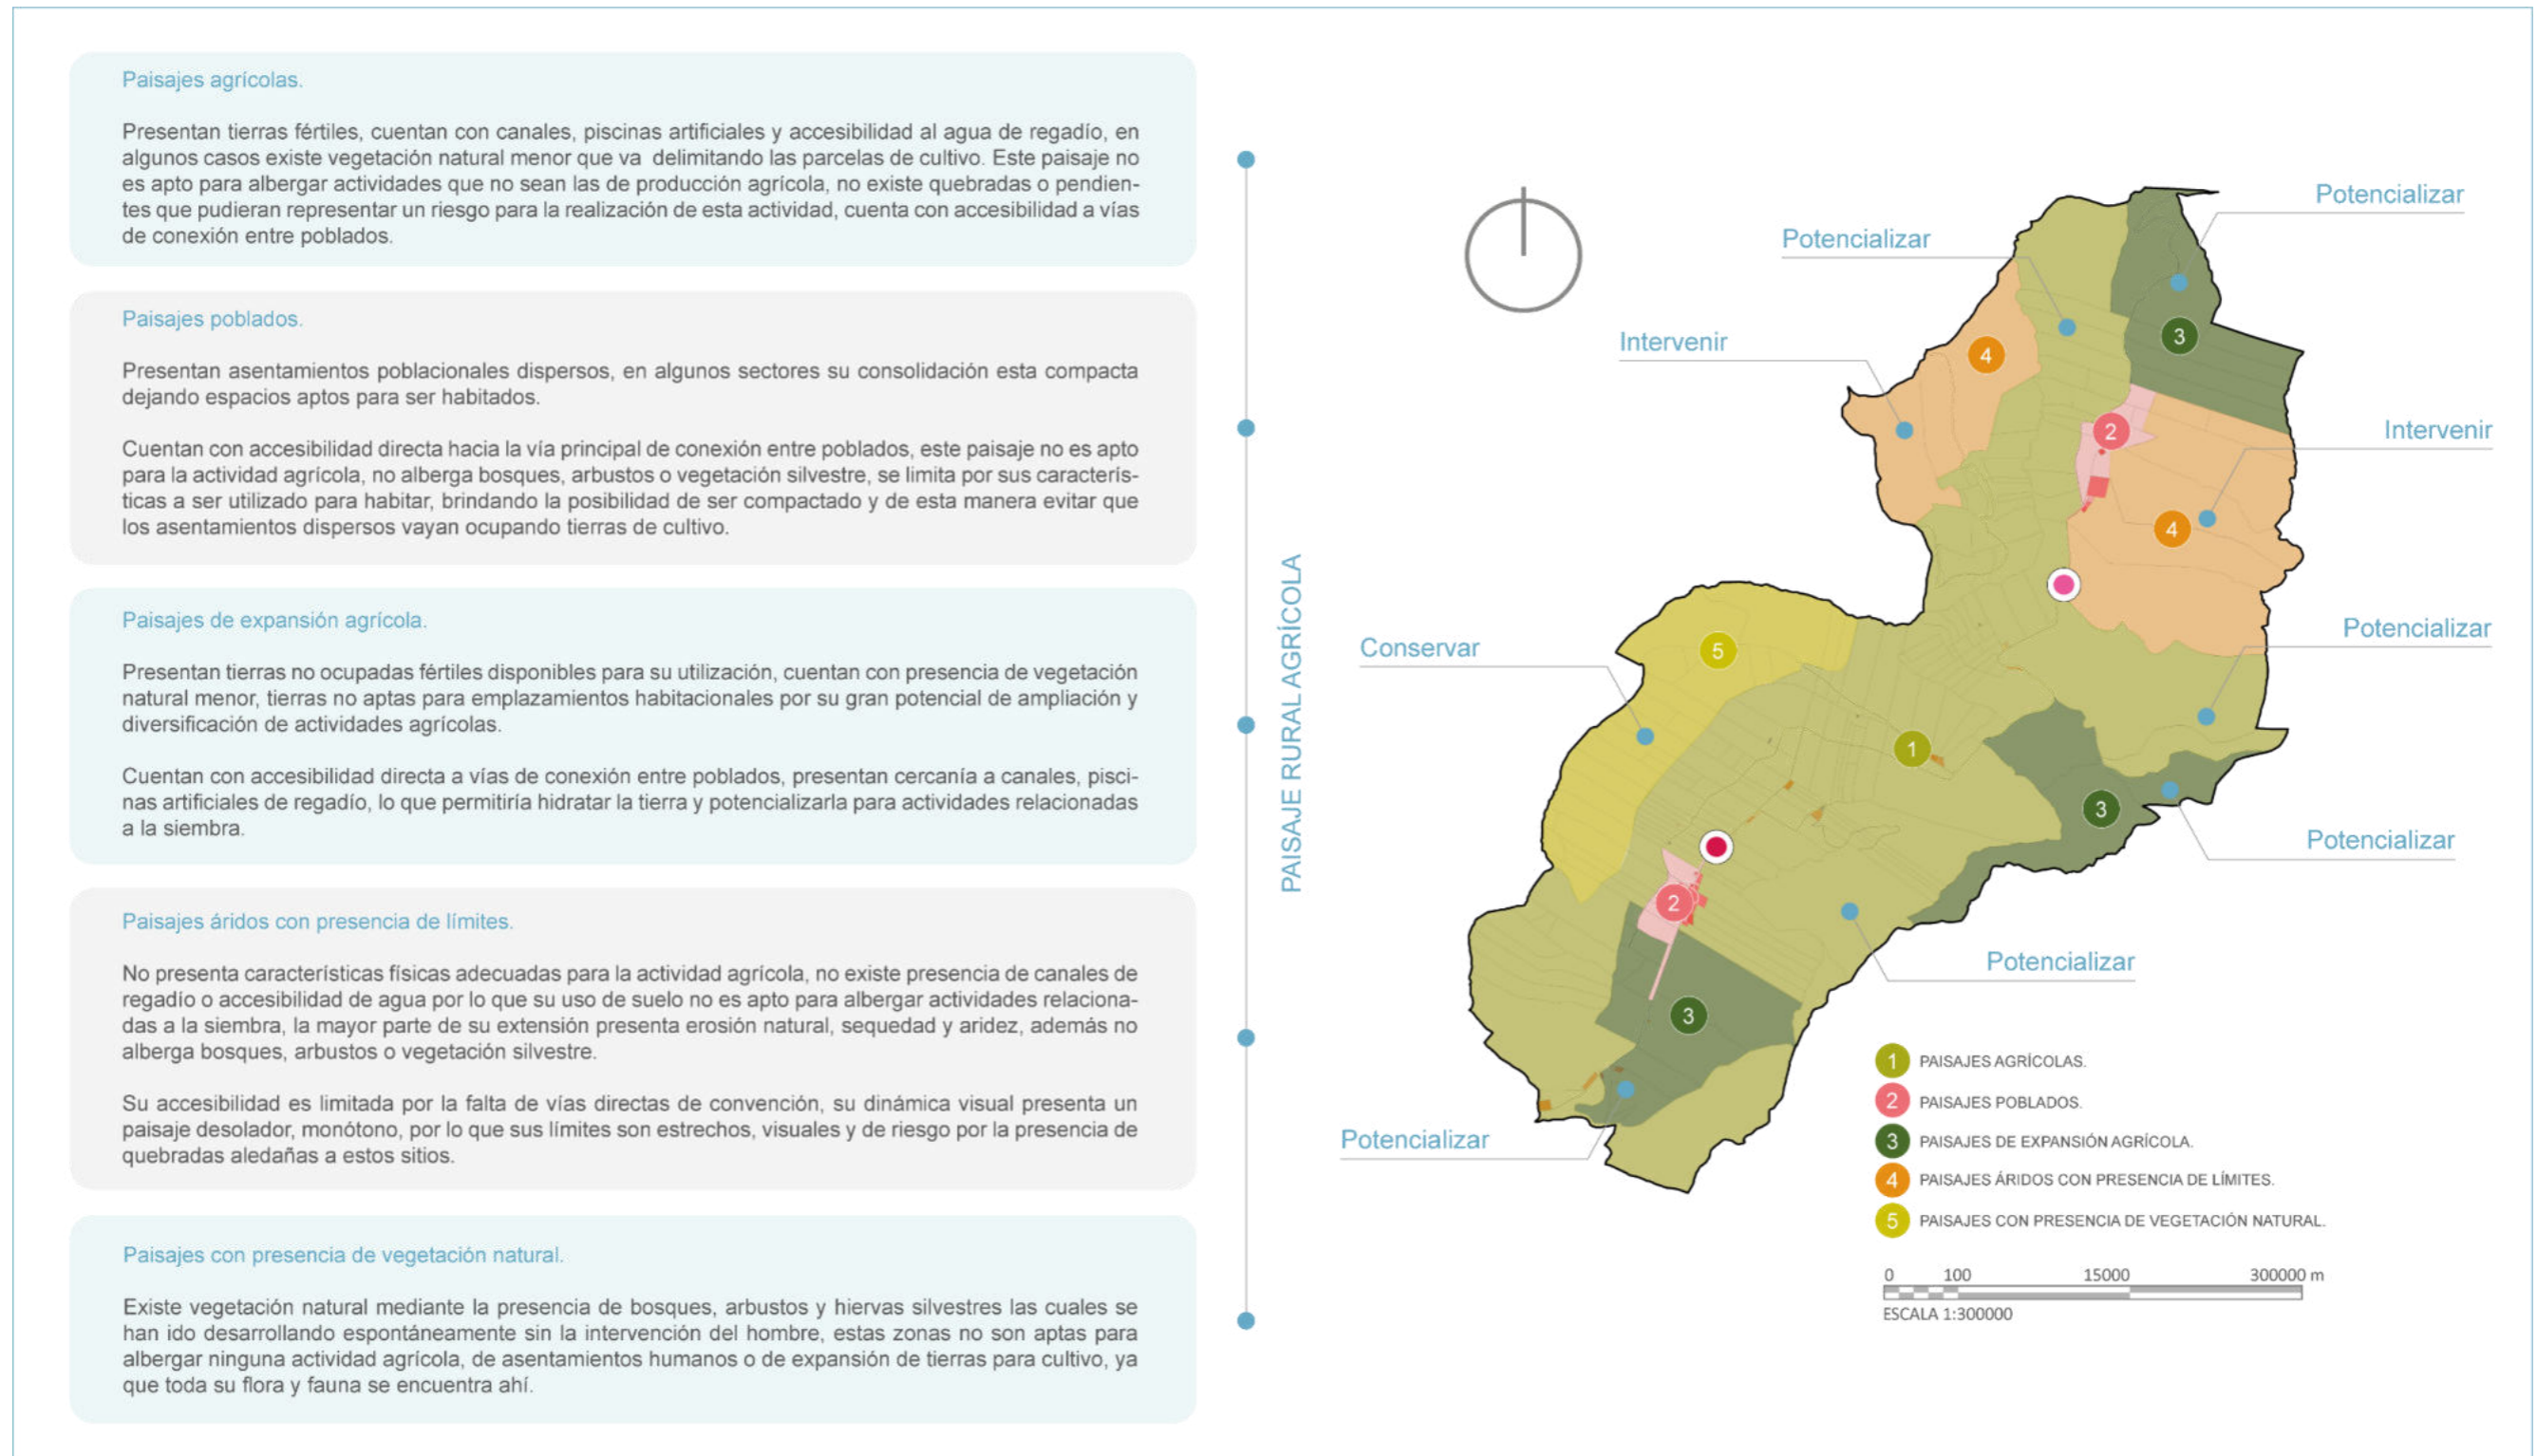 Paisajes agrícolas.
Presentan tierras fértiles, cuentan con canales, piscinas artificiales y accesibilidad al agua de regadío, en
algunos casos existe vegetación natural menor que va delimitando las parcelas de cultivo. Este paisaje no
es apto para albergar actividades que no sean las de producción agrícola, no existe quebradas o pendien-
tes que pudieran representar un riesgo para la realización de esta actividad, cuenta con accesibilidad a vías
de conexión entre poblados.
Paisajes poblados.
Presentan asentamientos poblacionales dispersos, en algunos sectores su consolidación esta compacta
dejando espacios aptos para ser habitados.
Cuentan con accesibilidad directa hacia la vía principal de conexión entre poblados, este paisaje no es apto
para la actividad agrícola, no alberga bosques, arbustos o vegetación silvestre, se limita por sus caracterís-
ticas a ser utilizado para habitar, brindando la posibilidad de ser compactado y de esta manera evitar que
los asentamientos dispersos vayan ocupando tierras de cultivo.
Paisajes de expansión agrícola.
Presentan tierras no ocupadas fértiles disponibles para su utilización, cuentan con presencia de vegetación
natural menor, tierras no aptas para emplazamientos habitacionales por su gran potencial de ampliación y
diversificación de actividades agrícolas.
Cuentan con accesibilidad directa a vías de conexión entre poblados, presentan cercanía a canales, pisci-
nas artificiales de regadío, lo que permitiría hidratar la tierra y potencializarla para actividades relacionadas
a la siembra.
Paisajes áridos con presencia de límites.
No presenta características físicas adecuadas para la actividad agrícola, no existe presencia de canales de
regadío o accesibilidad de agua por lo que su uso de suelo no es apto para albergar actividades relaciona-
das a la siembra, la mayor parte de su extensión presenta erosión natural, sequedad y aridez, además no
alberga bosques, arbustos o vegetación silvestre.
Su accesibilidad es limitada por la falta de vías directas de convención, su dinámica visual presenta un
paisaje desolador, monótono, por lo que sus límites son estrechos, visuales y de riesgo por la presencia de
quebradas aledañas a estos sitios.
Paisajes con presencia de vegetación natural.
Existe vegetación natural mediante la presencia de bosques, arbustos y hiervas silvestres las cuales se
han ido desarrollando espontáneamente sin la intervención del hombre, estas zonas no son aptas para
albergar ninguna actividad agrícola, de asentamientos humanos o de expansión de tierras para cultivo, ya
que toda su flora y fauna se encuentra ahí.
PAISAJE RURAL AGRÍCOLA
Potencializar
Potencializar
Intervenir
3
4
2
Intervenir
4
Potencializar
Conservar
5
1
3
Potencializar
2
Potencializar
3
Potencializar
1 PAISAJES AGRÍCOLAS.
2 PAISAJES POBLADOS.
3 PAISAJES DE EXPANSIÓN AGRÍCOLA.
4 PAISAJES ÁRIDOS CON PRESENCIA DE LÍMITES.
5 PAISAJES CON PRESENCIA DE VEGETACIÓN NATURAL.
0 100 15000 300000 m
ESCALA 1:300000